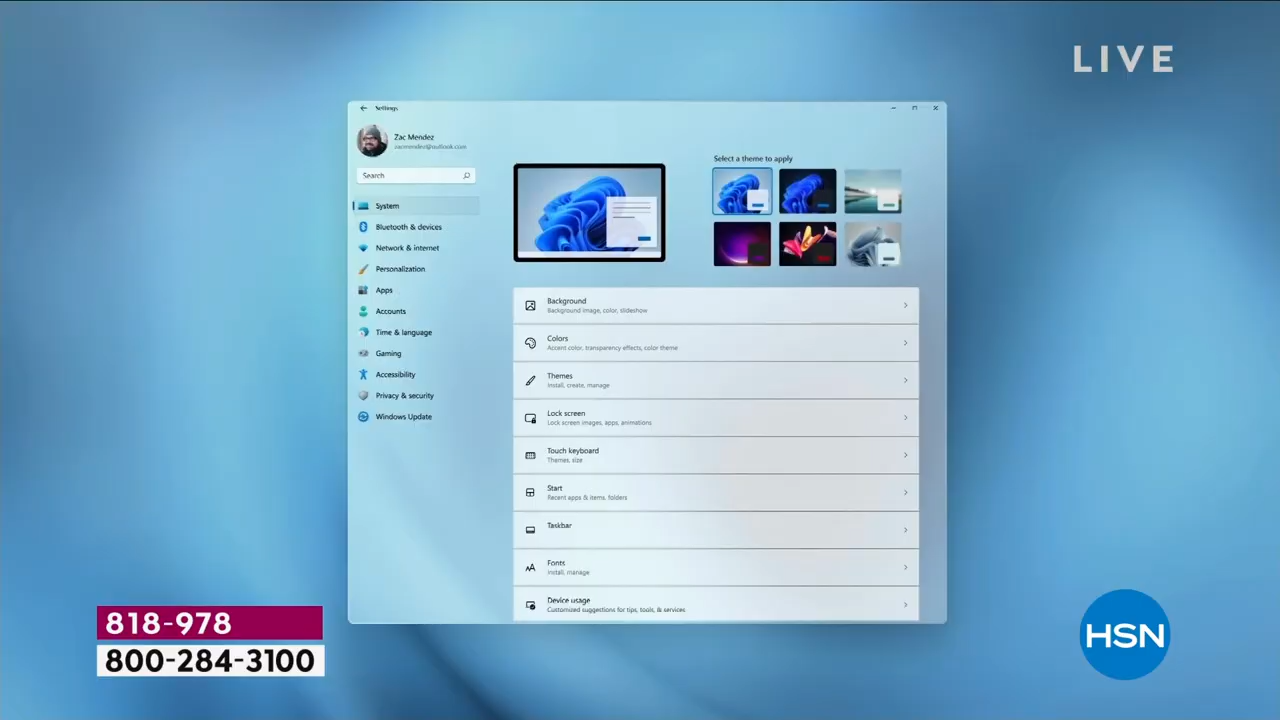 LIVE
Settings
Zac Mendez
zacmendez@outlook.com
Search
System
Bluetooth & devices
Network & internet
Personalization
Apps
Accounts
Time & language
Gaming
Accessibility
Privacy & security
Windows Update
Select a theme to apply
Background
Background image, color, slideshow
Colors
Accent color, transparency effects, color theme
Themes
Install, create, manage
Lock screen
Lock screen images, apps, animations
Touch keyboard
Themes, size
Start
Recent apps & items, folders
Taskbar
Fonts
Install, manage
Device usage
Customized suggestions for tips, tools, & services
818-978
800-284-3100
HSN